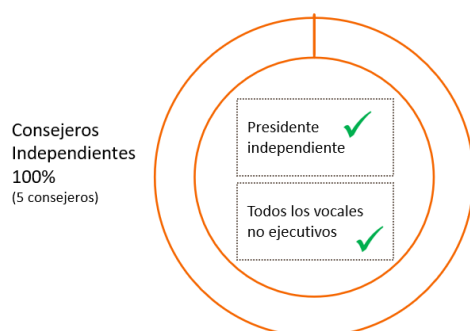 Consejeros
Independientes
100%
(5 consejeros)
Presidente
independiente
Todos los vocales
no ejecutivos